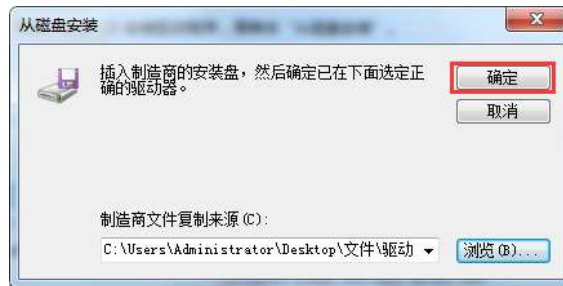 从磁盘安装
插入制造商的安装盘，然后确定已在下面选定正
确的驱动器。
确定
取消
制造商文件复制来源(C):
C:\Users\Administrator\Desktop\文件\驱动
浏览(B)...